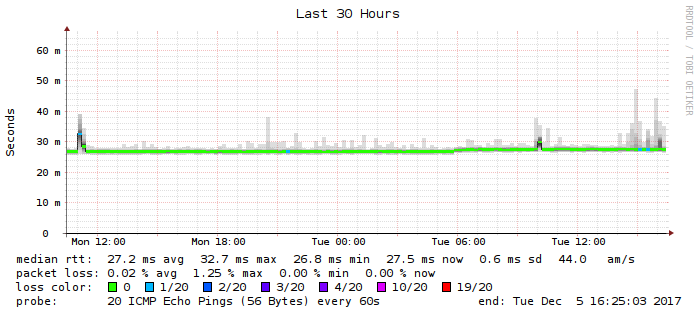 Last 30 Hours
RRDTOOL / TOBI OETIKER
Seconds
60 m
50 m
40 m
30 m
20 m
10 m
0
Mon 12:00 Mon 18:00 Tue 00:00 Tue 06:00 Tue 12:00
median rtt: 27.2 ms avg 32.7 ms max 26.8 ms min 27.5 ms now 0.6 ms sd 44.0 am/s
packet loss: 0.02 % avg 1.25 % max 0.00 % min 0.00 % now
loss color: 0 1/20 2/20 3/20 4/20 10/20 19/20
probe: 20 ICMP Echo Pings (56 Bytes) every 60s end: Tue Dec 5 16:25:03 2017